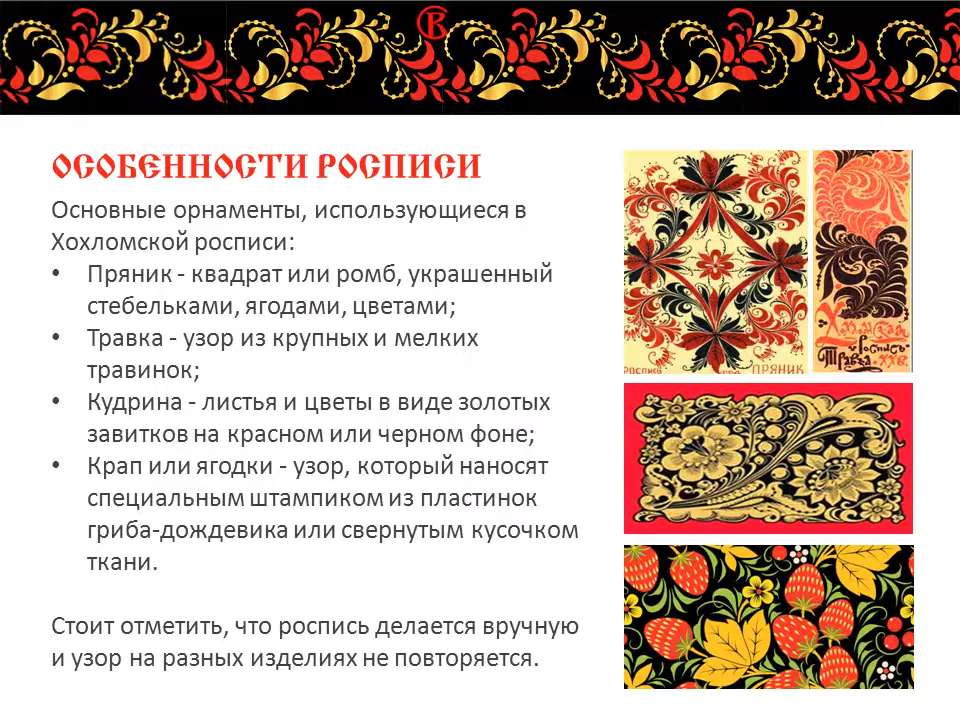 ОСОБЕННОСТИ РОСПИСИ
Основные орнаменты, использующиеся в
Хохломской росписи:
• Пряник - квадрат или ромб, украшенный
стебельками, ягодами, цветами;
• Травка - узор из крупных и мелких
травинок;
• Кудрина - листья и цветы в виде золотых
завитков на красном или черном фоне;
• Крап или ягодки - узор, который наносят
специальным штампиком из пластинок
гриба-дождевика или свернутым кусочком
ткани.
Стоит отметить, что роспись делается вручную
и узор на разных изделиях не повторяется.
РОСПИСЬ ПОД ПРЯНИК
Хохломская
роспись
Травка